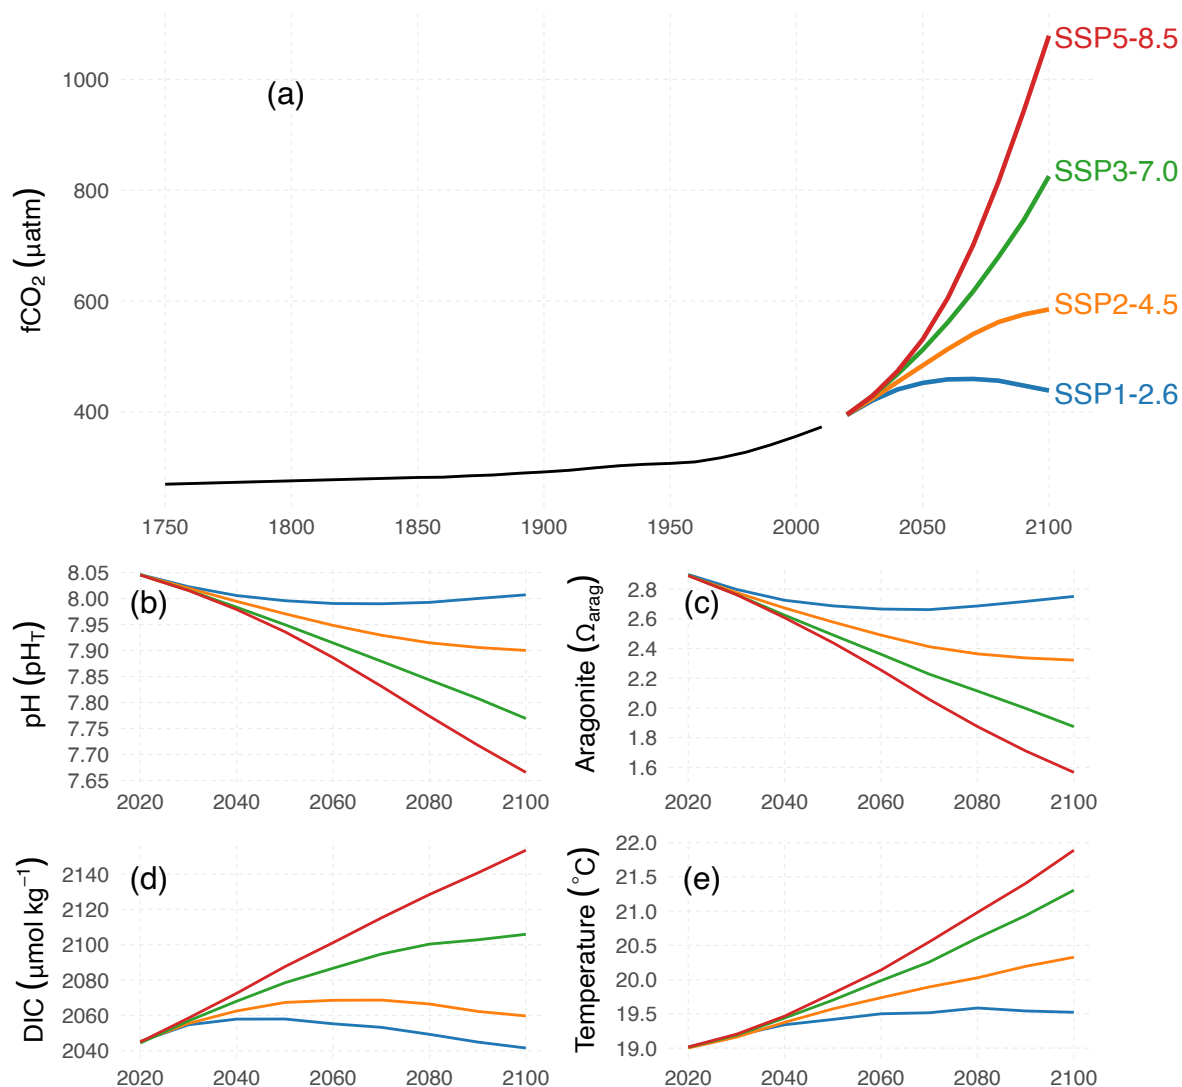 (a)
fCO₂ (μatm)
1000
800
600
400
SSP5-8.5
SSP3-7.0
SSP2-4.5
SSP1-2.6
1750 1800 1850 1900 1950 2000 2050 2100
(b)
pH (pH_T)
8.05
8.00
7.95
7.90
7.85
7.80
7.75
7.70
7.65
2020 2040 2060 2080 2100
(c)
Aragonite (Ω_arag)
2.8
2.6
2.4
2.2
2.0
1.8
1.6
2020 2040 2060 2080 2100
(d)
DIC (μmol kg⁻¹)
2140
2120
2100
2080
2060
2040
2020 2040 2060 2080 2100
(e)
Temperature (°C)
22.0
21.5
21.0
20.5
20.0
19.5
19.0
2020 2040 2060 2080 2100